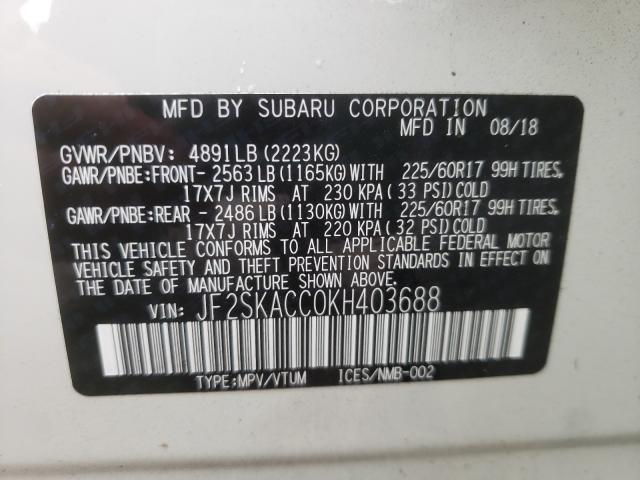 MFD BY SUBARU CORPORATION
MFD IN 08/18
GVWR/PNBV: 4891LB(2223KG)
GAWR/PNBE:FRONT- 2563LB(1165KG)WITH 225/60R17 99H TIRES,
17X7J RIMS AT 230 KPA(33 PSI)COLD
GAWR/PNBE:REAR - 2486LB(1130KG)WITH 225/60R17 99H TIRES,
17X7J RIMS AT 220 KPA(32 PSI)COLD
THIS VEHICLE CONFORMS TO ALL APPLICABLE FEDERAL MOTOR
VEHICLE SAFETY AND THEFT PREVENTION STANDARDS IN EFFECT
ON THE DATE OF MANUFACTURE SHOWN ABOVE.
VIN: JF2SKACC0KH403688
TYPE:MPV/VTUM ICES/NMB-002